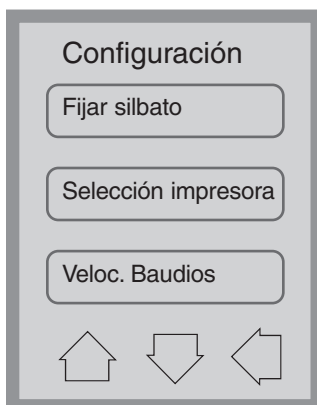 Configuración
Fijar silbato
Selección impresora
Veloc. Baudios